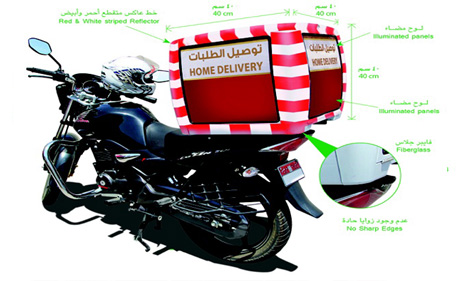 خط عاكس متقطع أحمر وأبيض
Red & White striped Reflector
٤٠ سم
40 cm
٤٠ سم
40 cm
لوح مضاء
Illuminated panels
توصيل الطلبات
HOME DELIVERY
توصيل الطلبات
HOME DELIVERY
٤٠ سم
40 cm
لوح مضاء
Illuminated panels
فايبر جلاس
Fiberglass
عدم وجود زوايا حادة
No Sharp Edges